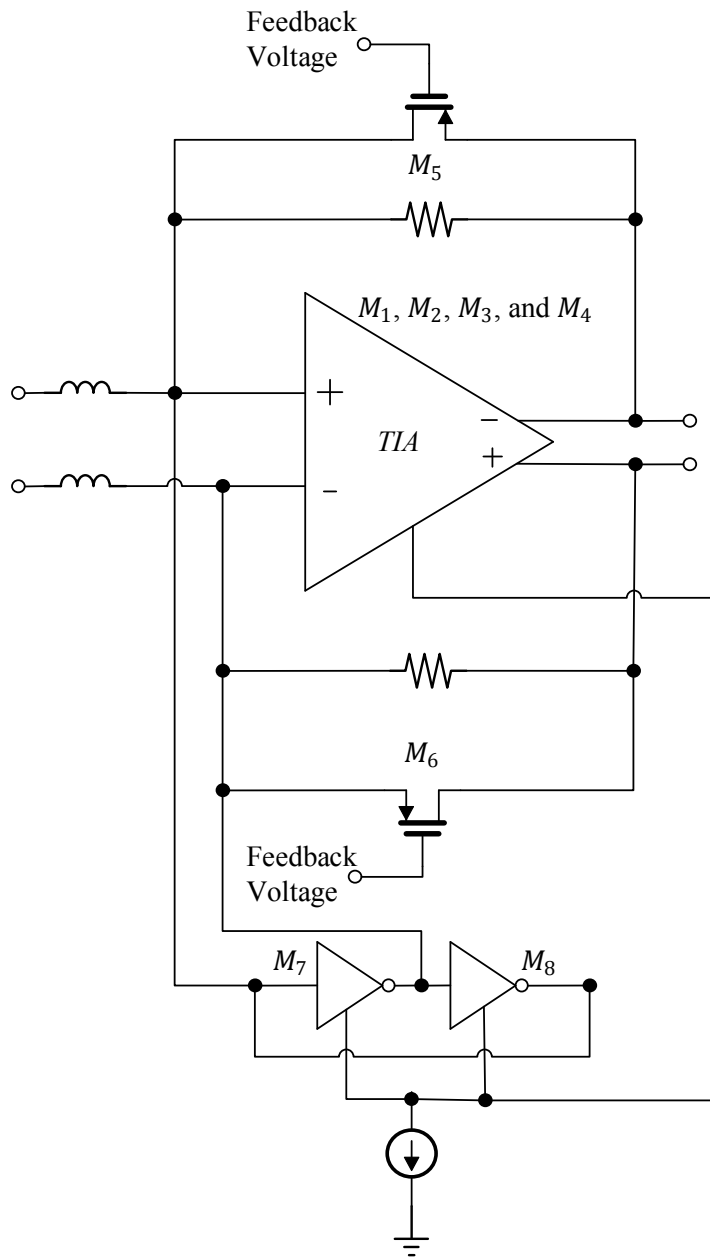 Feedback
Voltage
𝑀5
𝑀1, 𝑀2, 𝑀3, and 𝑀4
+
−
TIA
+
-
𝑀6
Feedback
Voltage
𝑀7
𝑀8